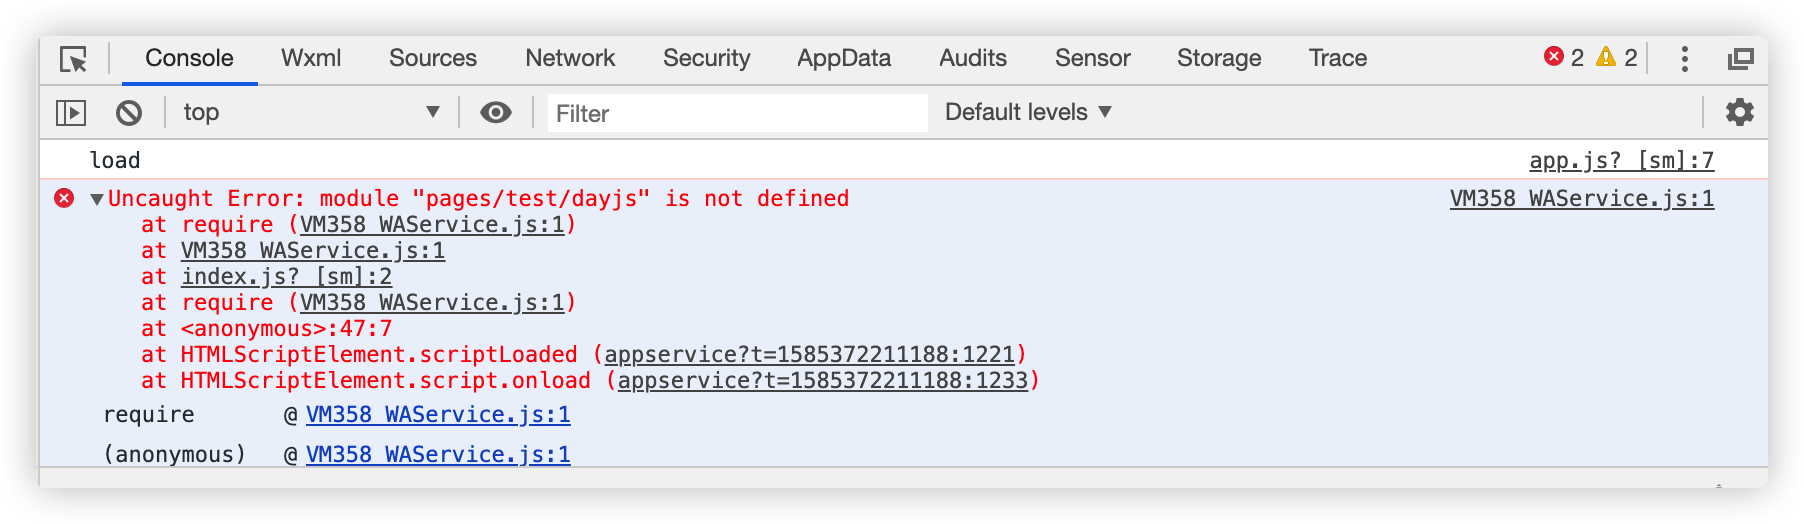 Console Wxml Sources Network Security AppData Audits Sensor Storage Trace 2 2
top Filter Default levels
load app.js? [sm]:7
Uncaught Error: module "pages/test/dayjs" is not defined VM358 WAService.js:1
at require (VM358 WAService.js:1)
at VM358 WAService.js:1
at index.js? [sm]:2
at require (VM358 WAService.js:1)
at <anonymous>:47:7
at HTMLScriptElement.scriptLoaded (appservice?t=1585372211188:1221)
at HTMLScriptElement.script.onload (appservice?t=1585372211188:1233)
require @ VM358 WAService.js:1
(anonymous) @ VM358 WAService.js:1